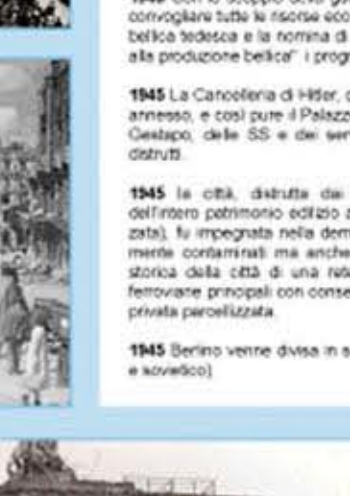 convogliare tutte le risorse eco
bellica tedesca e la nomina di
alla produzione bellica" i progr
1945 La Cancelleria di Hitler,
annesso, e così pure il Palazz
Gestapo, delle SS e dei ser
distrutti.
1945 la città, distrutta dai
dell'intero patrimonio edilizio a
zata), fu impegnata nella dem
mente contaminati ma anche
storica della città di una rete
ferroviarie principali con conse
privata parcellizzata.
1945 Berlino venne divisa in s
e sovietico)